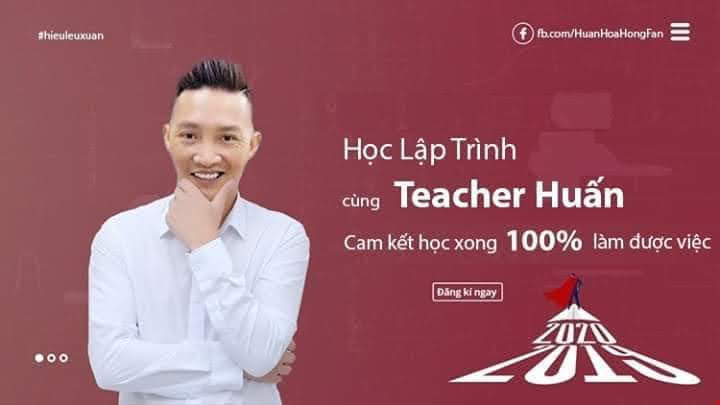 #hieuleuxuan
fb.com/HuanHoaHongFan
Học Lập Trình
cùng Teacher Huấn
Cam kết học xong 100% làm được việc
Đăng kí ngay
2020
2019